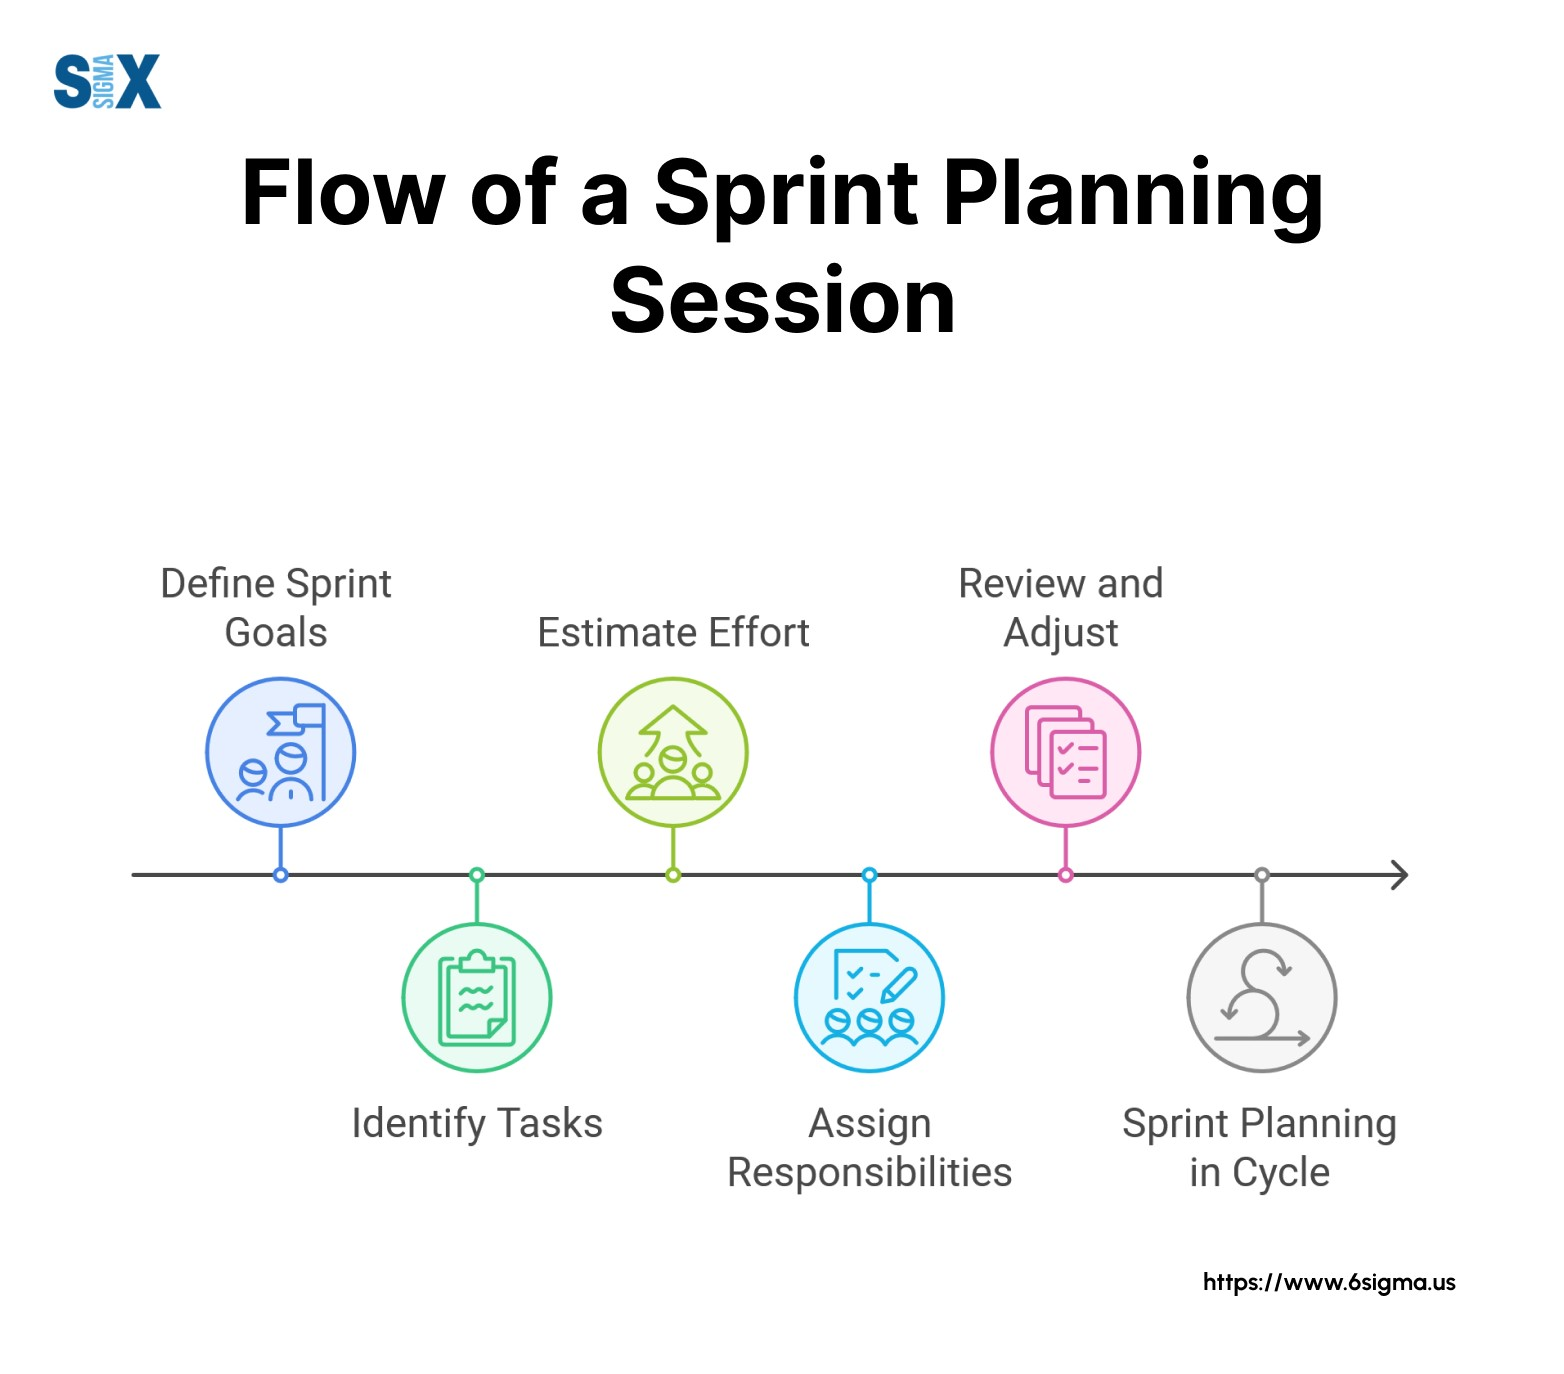 SIX
SIGMA
Flow of a Sprint Planning
Session
Define Sprint
Goals
Estimate Effort
Review and
Adjust
Identify Tasks
Assign
Responsibilities
Sprint Planning
in Cycle
https://www.6sigma.us